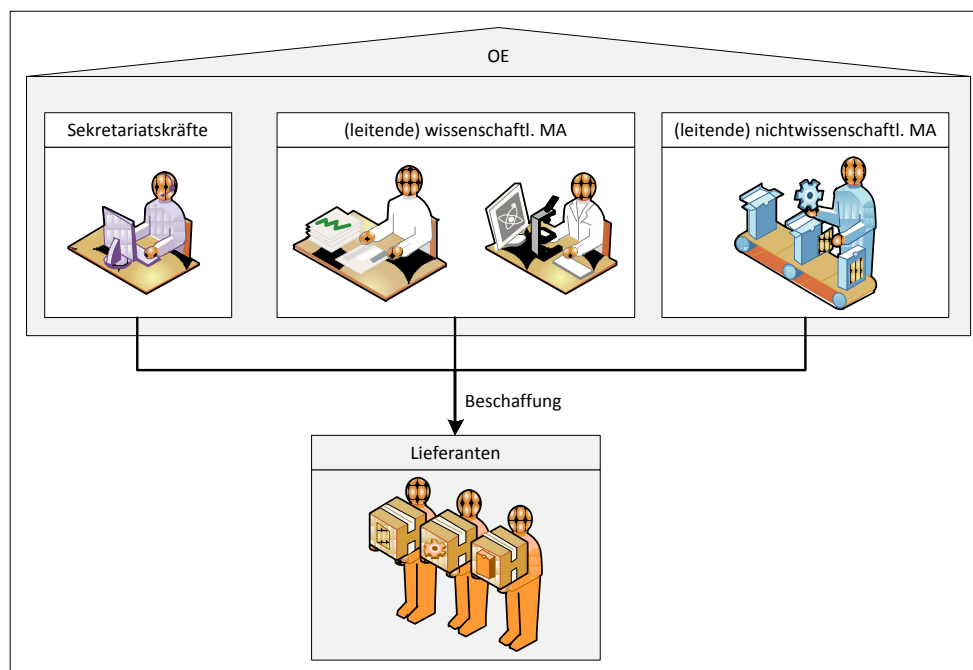 OE
Sekretariatskräfte
(leitende) wissenschaftl. MA
(leitende) nichtwissenschaftl. MA
Beschaffung
Lieferanten